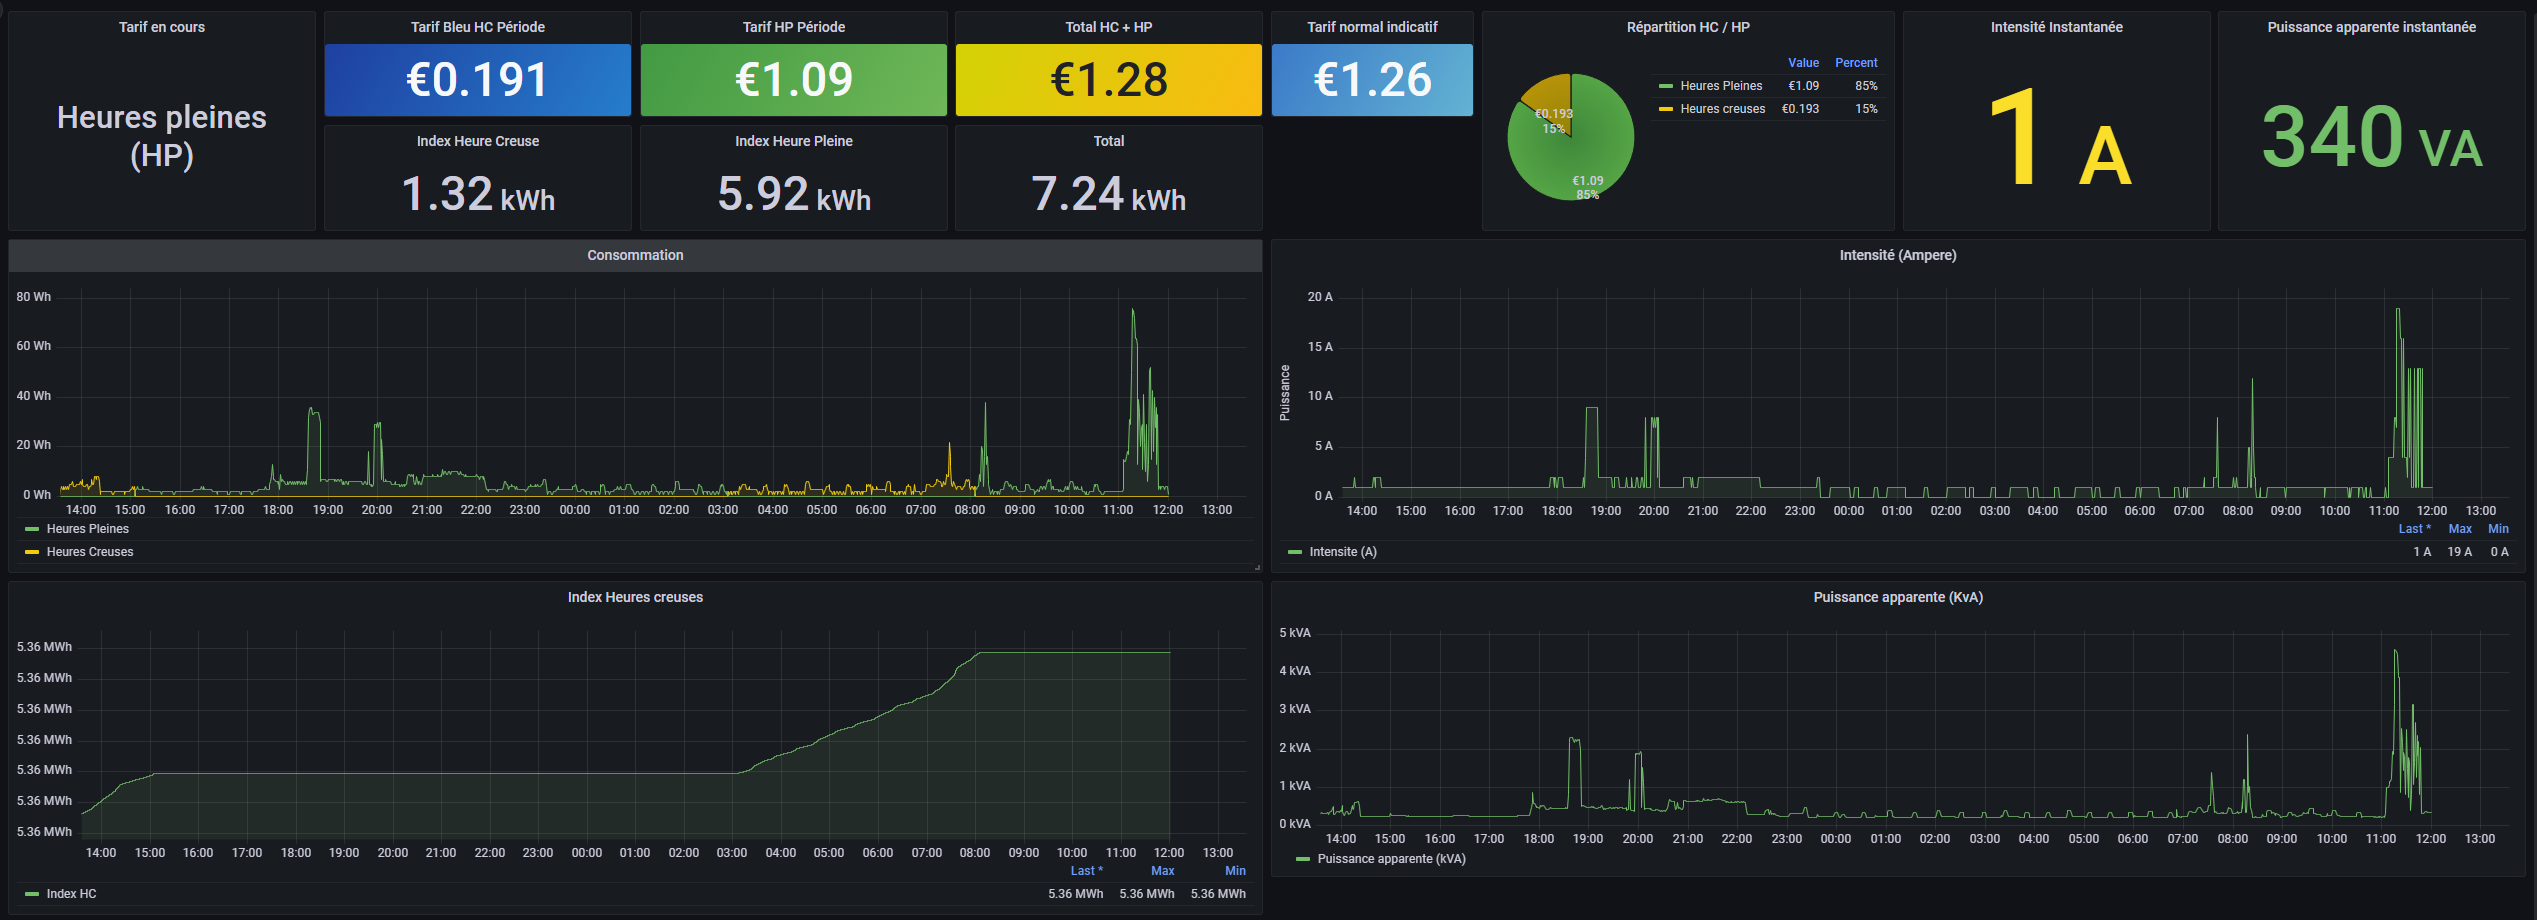 Tarif en cours
Heures pleines
(HP)
Tarif Bleu HC Période
€0.191
Tarif HP Période
€1.09
Total HC + HP
€1.28
Tarif normal indicatif
€1.26
Index Heure Creuse
1.32 kWh
Index Heure Pleine
5.92 kWh
Total
7.24 kWh
Répartition HC / HP
€0.193
15%
€1.09
85%
Value Percent
Heures Pleines €1.09 85%
Heures creuses €0.193 15%
Intensité Instantanée
1 A
Puissance apparente instantanée
340 VA
Consommation
80 Wh
60 Wh
40 Wh
20 Wh
0 Wh
14:00 15:00 16:00 17:00 18:00 19:00 20:00 21:00 22:00 23:00 00:00 01:00 02:00 03:00 04:00 05:00 06:00 07:00 08:00 09:00 10:00 11:00 12:00 13:00
Heures Pleines
Heures Creuses
Intensité (Ampere)
Puissance
20 A
15 A
10 A
5 A
0 A
14:00 15:00 16:00 17:00 18:00 19:00 20:00 21:00 22:00 23:00 00:00 01:00 02:00 03:00 04:00 05:00 06:00 07:00 08:00 09:00 10:00 11:00 12:00 13:00
Last * Max Min
Intensite (A) 1 A 19 A 0 A
Index Heures creuses
5.36 MWh
5.36 MWh
5.36 MWh
5.36 MWh
5.36 MWh
5.36 MWh
5.36 MWh
14:00 15:00 16:00 17:00 18:00 19:00 20:00 21:00 22:00 23:00 00:00 01:00 02:00 03:00 04:00 05:00 06:00 07:00 08:00 09:00 10:00 11:00 12:00 13:00
Last * Max Min
Index HC 5.36 MWh 5.36 MWh 5.36 MWh
Puissance apparente (KvA)
5 kVA
4 kVA
3 kVA
2 kVA
1 kVA
0 kVA
14:00 15:00 16:00 17:00 18:00 19:00 20:00 21:00 22:00 23:00 00:00 01:00 02:00 03:00 04:00 05:00 06:00 07:00 08:00 09:00 10:00 11:00 12:00 13:00
Puissance apparente (kVA)